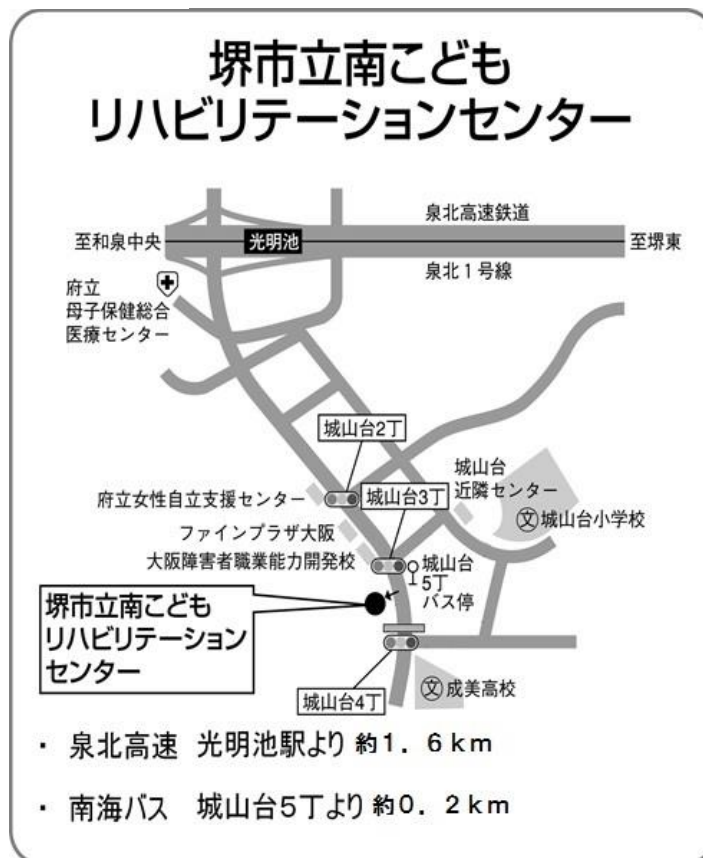 堺市立南こども
リハビリテーションセンター
泉北高速鉄道
至和泉中央
光明池
至堺東
泉北1号線
府立
母子保健総合
医療センター
城山台2丁
城山台
近隣センター
府立女性自立支援センター
城山台3丁
文城山台小学校
ファインプラザ大阪
大阪障害者職業能力開発校
城山台
5丁
バス停
堺市立南こども
リハビリテーション
センター
城山台4丁
文成美高校
・ 泉北高速 光明池駅より 約1．6km
・ 南海バス 城山台5丁より 約0．2km